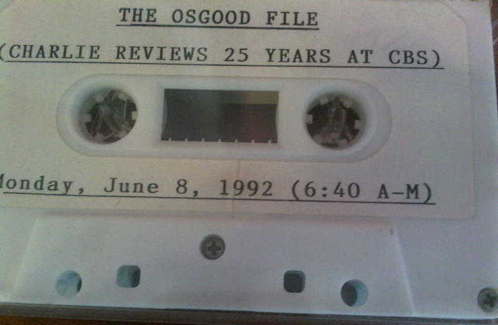 THE OSGOOD FILE
(CHARLIE REVIEWS 25 YEARS AT CBS)
Monday, June 8, 1992 (6:40 A-M)